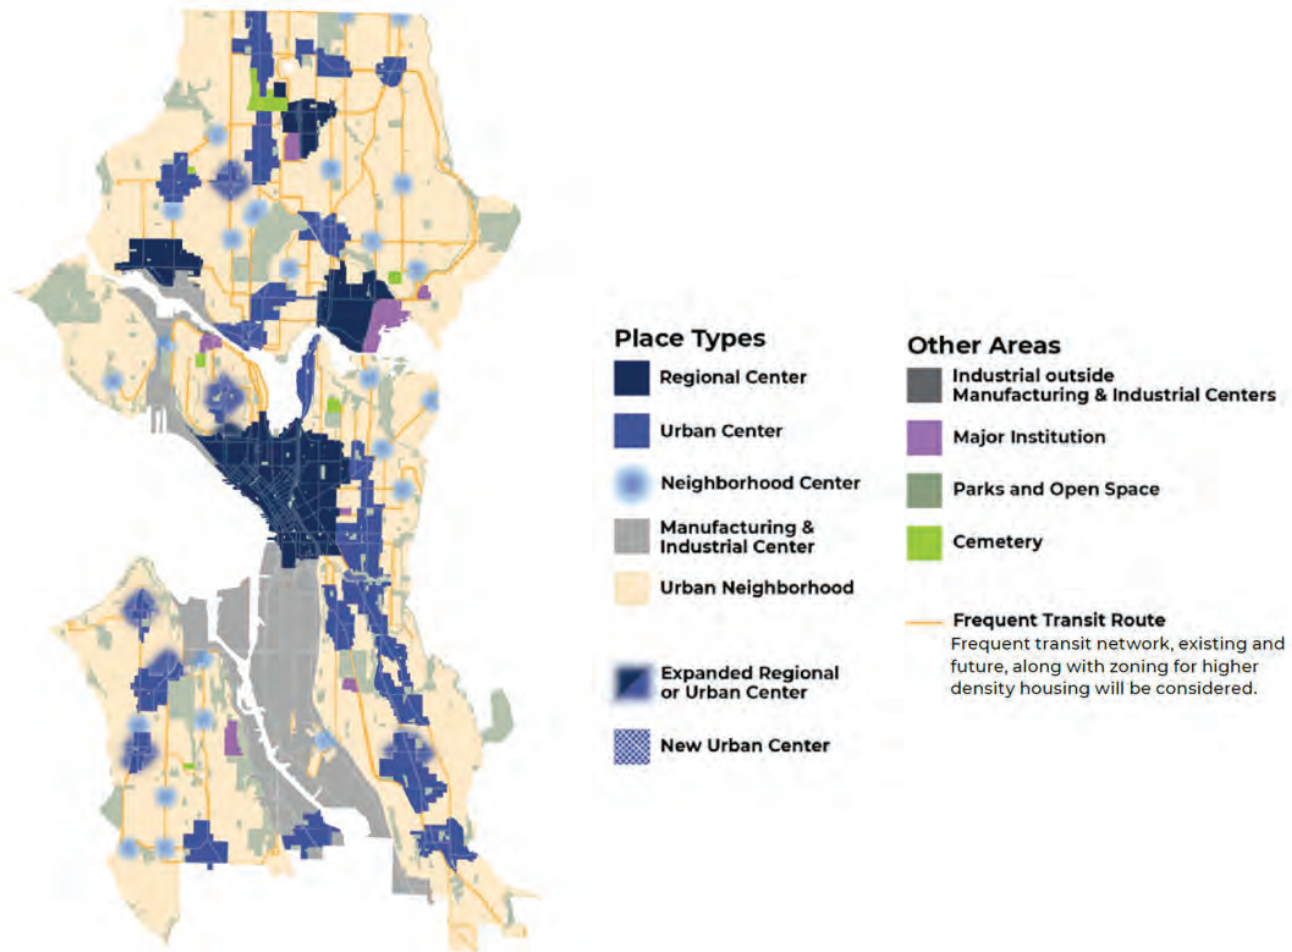 Place Types
Regional Center
Urban Center
Neighborhood Center
Manufacturing &
Industrial Center
Urban Neighborhood
Expanded Regional
or Urban Center
New Urban Center
Other Areas
Industrial outside
Manufacturing & Industrial Centers
Major Institution
Parks and Open Space
Cemetery
Frequent Transit Route
Frequent transit network, existing and
future, along with zoning for higher
density housing will be considered.